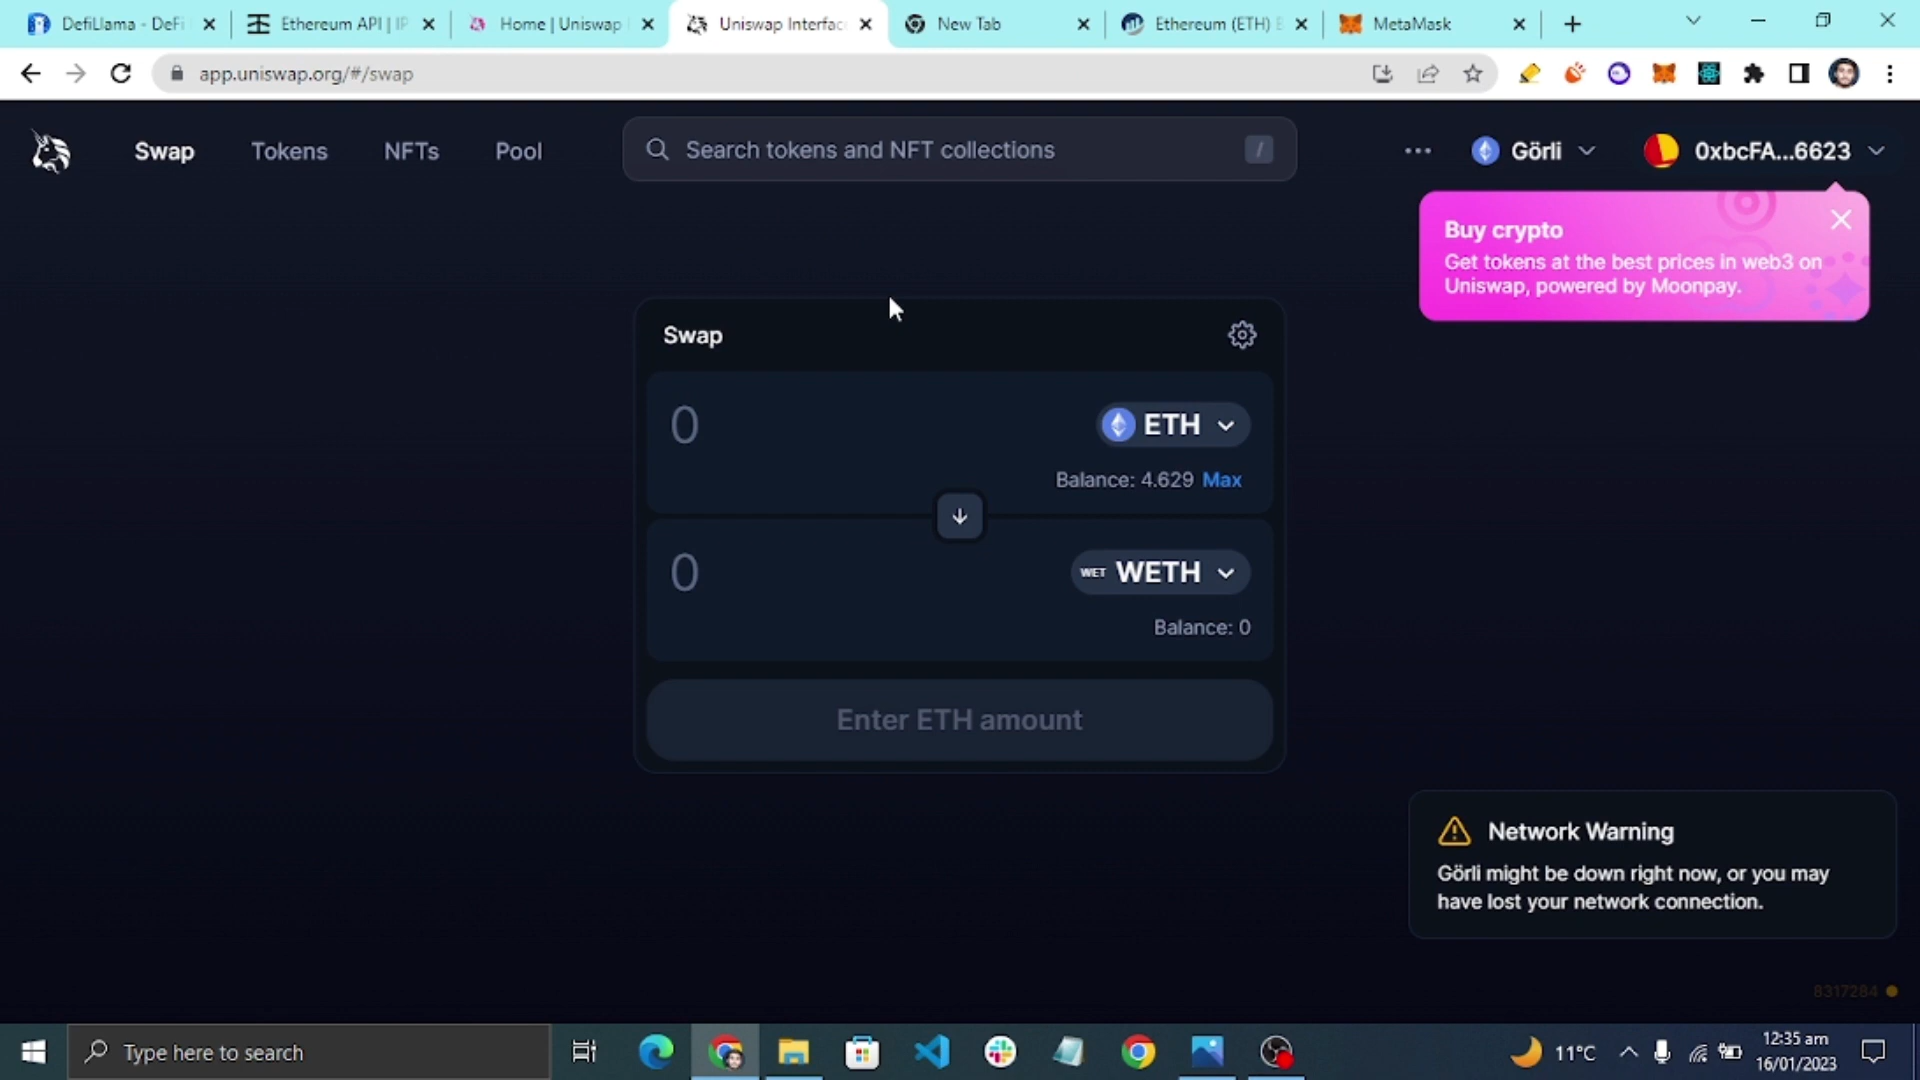 DefiLlama - DeFi
Ethereum API | IP
Home | Uniswap
Uniswap Interface
New Tab
Ethereum (ETH) B
MetaMask
app.uniswap.org/#/swap
Swap
Tokens
NFTs
Pool
Search tokens and NFT collections
/
Görli
0xbcFA...6623
Buy crypto
Get tokens at the best prices in web3 on
Uniswap, powered by Moonpay.
Swap
0
ETH
Balance: 4.629 Max
0
WET WETH
Balance: 0
Enter ETH amount
Network Warning
Görli might be down right now, or you may
have lost your network connection.
8317284
Type here to search
11°C
12:35 am
16/01/2023